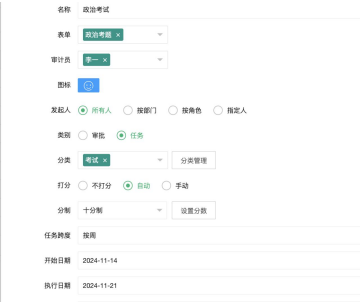 名称 政治考试
表单 政治考题 ×
审计员 李一 ×
图标
发起人 所有人 按部门 按角色 指定人
类别 审批 任务
分类 考试 × 分类管理
打分 不打分 自动 手动
分制 十分制 设置分数
任务跨度 按周
开始日期 2024-11-14
执行日期 2024-11-21